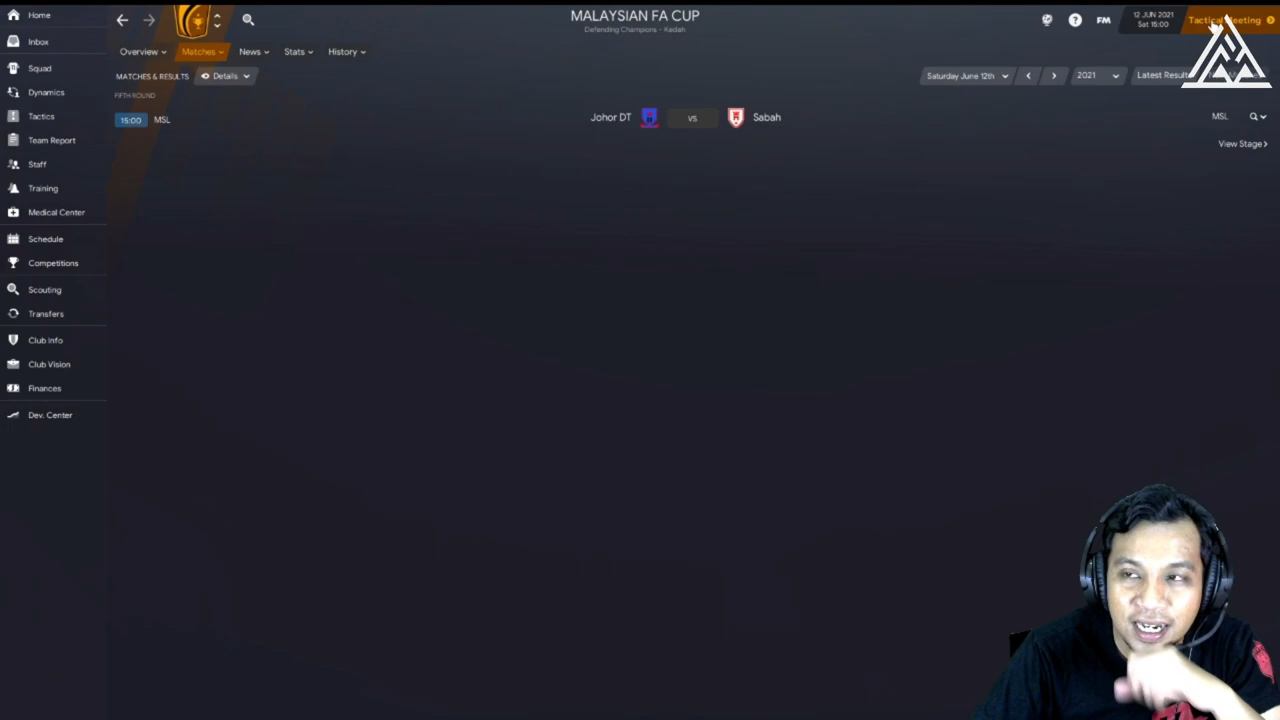 Home
Inbox
Squad
Dynamics
Tactics
Team Report
Staff
Training
Medical Center
Schedule
Competitions
Scouting
Transfers
Club Info
Club Vision
Finances
Dev. Center
MALAYSIAN FA CUP
Defending Champions - Kedah
FM
12 JUN 2021
Sat 15:00
Tactical Meeting
Overview Matches News Stats History
MATCHES & RESULTS Details
Saturday June 12th 2021 Latest Result
FIFTH ROUND
15:00 MSL Johor DT vs Sabah MSL
View Stage